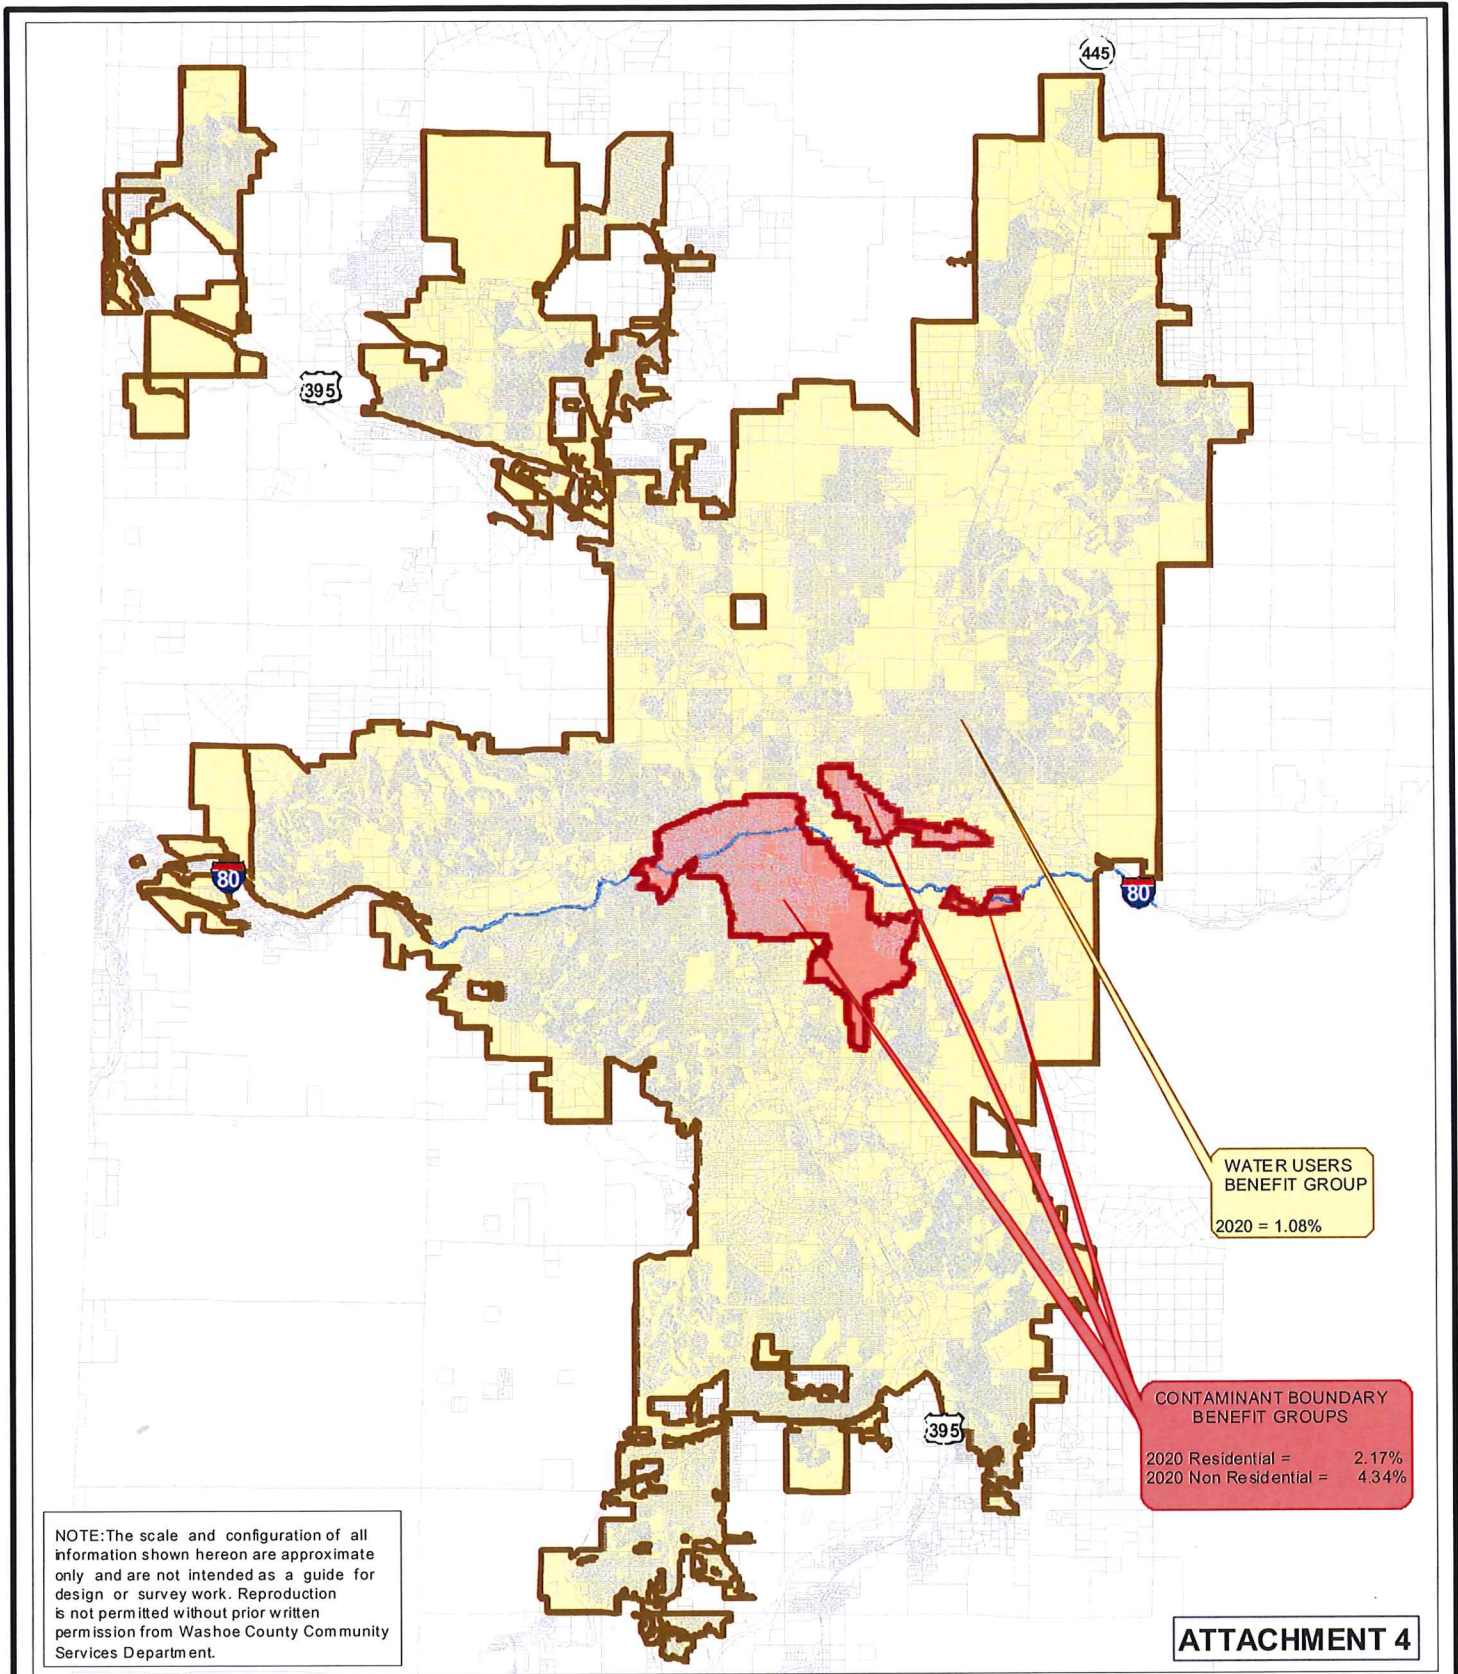 445
395
80
80
WATER USERS
BENEFIT GROUP
2020 = 1.08%
CONTAMINANT BOUNDARY
BENEFIT GROUPS
2020 Residential = 2.17%
2020 Non Residential = 4.34%
395
NOTE:The scale and configuration of all
information shown hereon are approximate
only and are not intended as a guide for
design or survey work. Reproduction
is not permitted without prior written
permission from Washoe County Community
Services Department.
ATTACHMENT 4